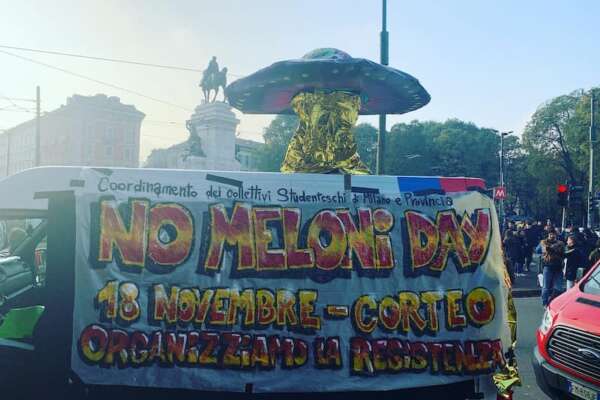 Coordinamento dei collettivi Studenteschi di Milano e Provincia
NO MELONI DAY
18 NOVEMBRE - CORTEO
ORGANIZZIAMO LA RESISTENZA
M